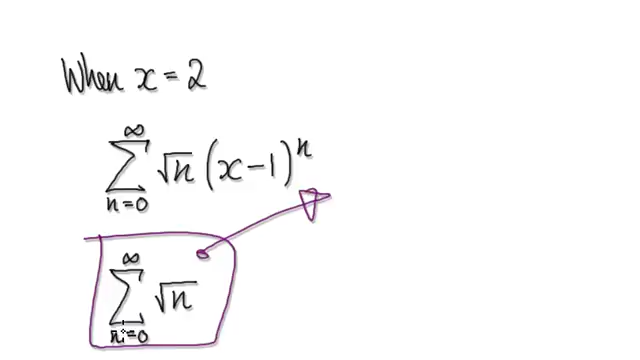 When x = 2
∞
∑ √n (x − 1)ⁿ
n = 0
∞
∑ √n
n = 0